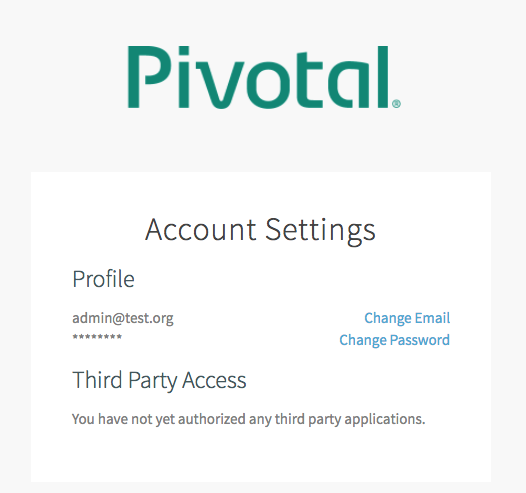 Pivotal®
Account Settings
Profile
admin@test.org Change Email
******** Change Password
Third Party Access
You have not yet authorized any third party applications.